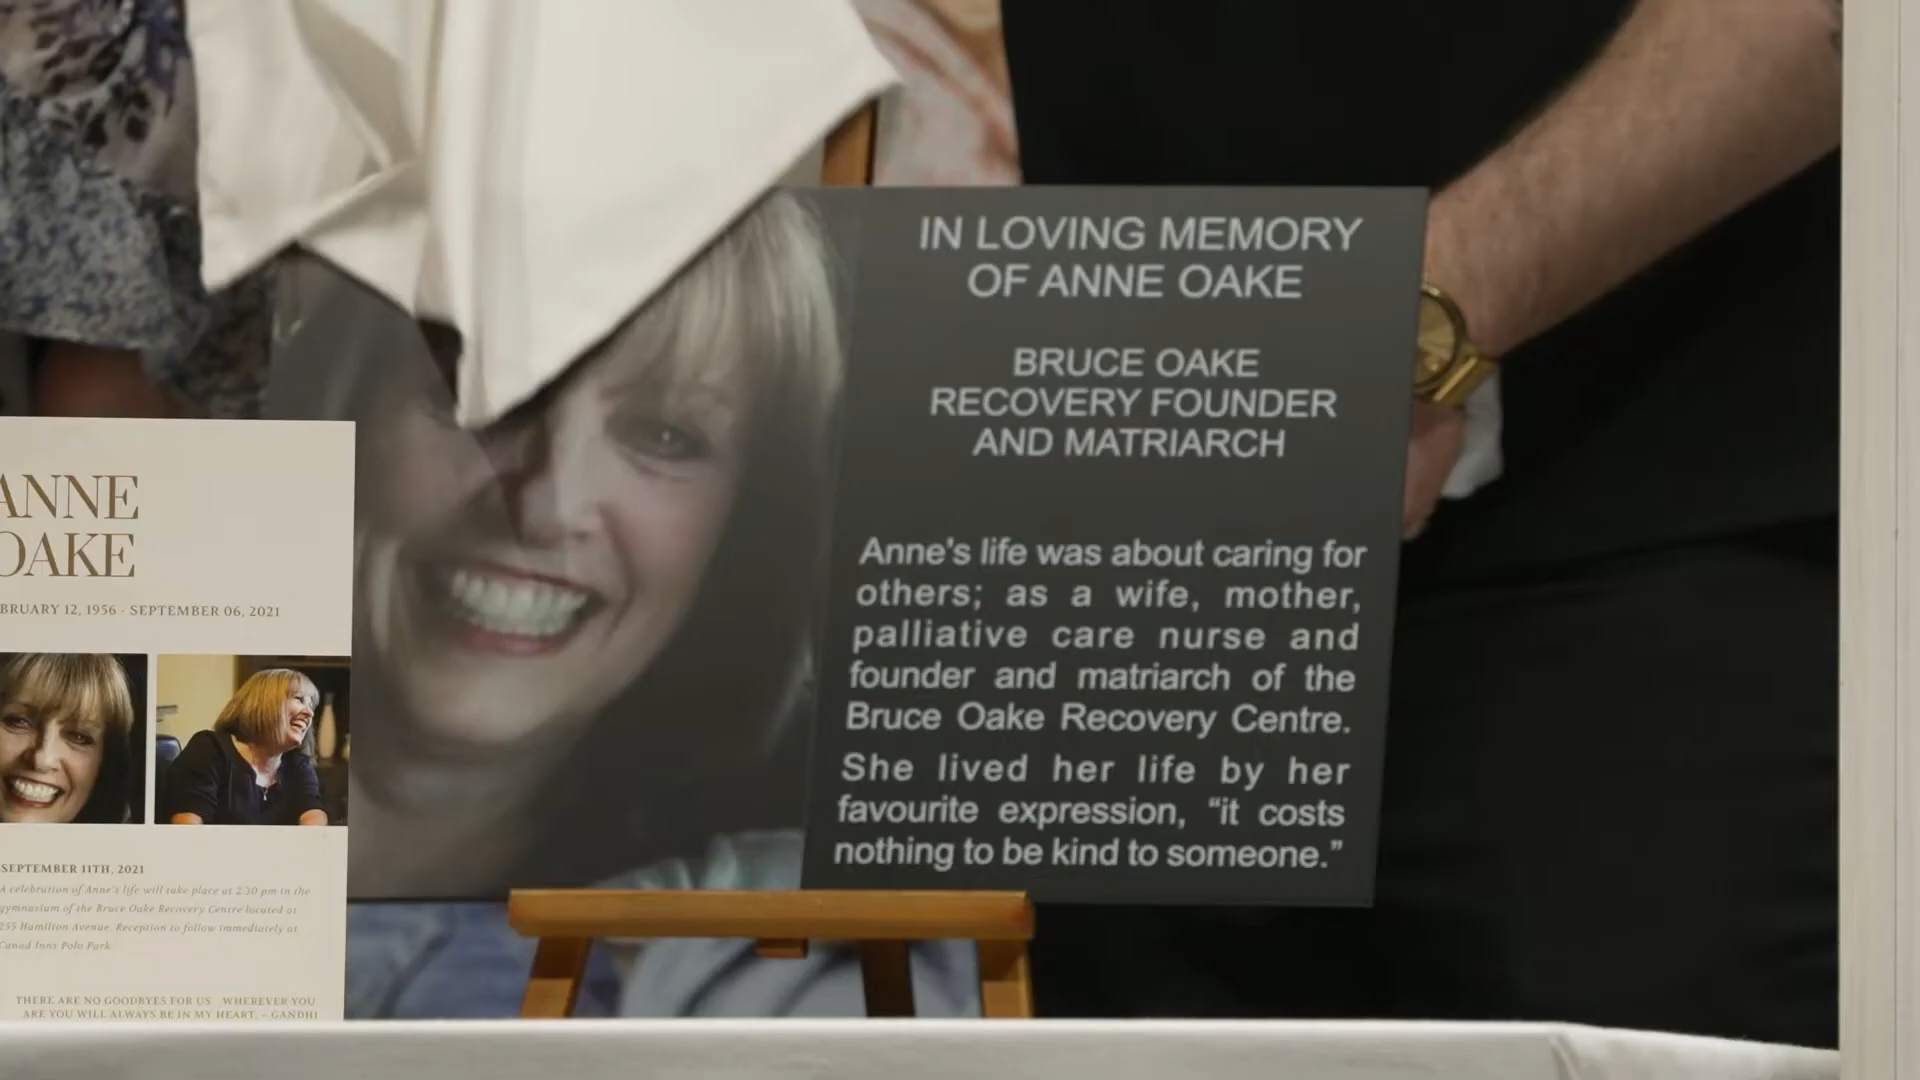 IN LOVING MEMORY
OF ANNE OAKE
BRUCE OAKE
RECOVERY FOUNDER
AND MATRIARCH
Anne's life was about caring for
others; as a wife, mother,
palliative care nurse and
founder and matriarch of the
Bruce Oake Recovery Centre.
She lived her life by her
favourite expression, “it costs
nothing to be kind to someone.”
ANNE
OAKE
BRUARY 12, 1956 - SEPTEMBER 06, 2021
SEPTEMBER 11TH, 2021
A celebration of Anne's life will take place at 2:30 pm in the
gymnasium of the Bruce Oake Recovery Centre located at
255 Hamilton Avenue. Reception to follow immediately at
Canad Inns Polo Park.
THERE ARE NO GOODBYES FOR US WHEREVER YOU
ARE YOU WILL ALWAYS BE IN MY HEART. - GANDHI